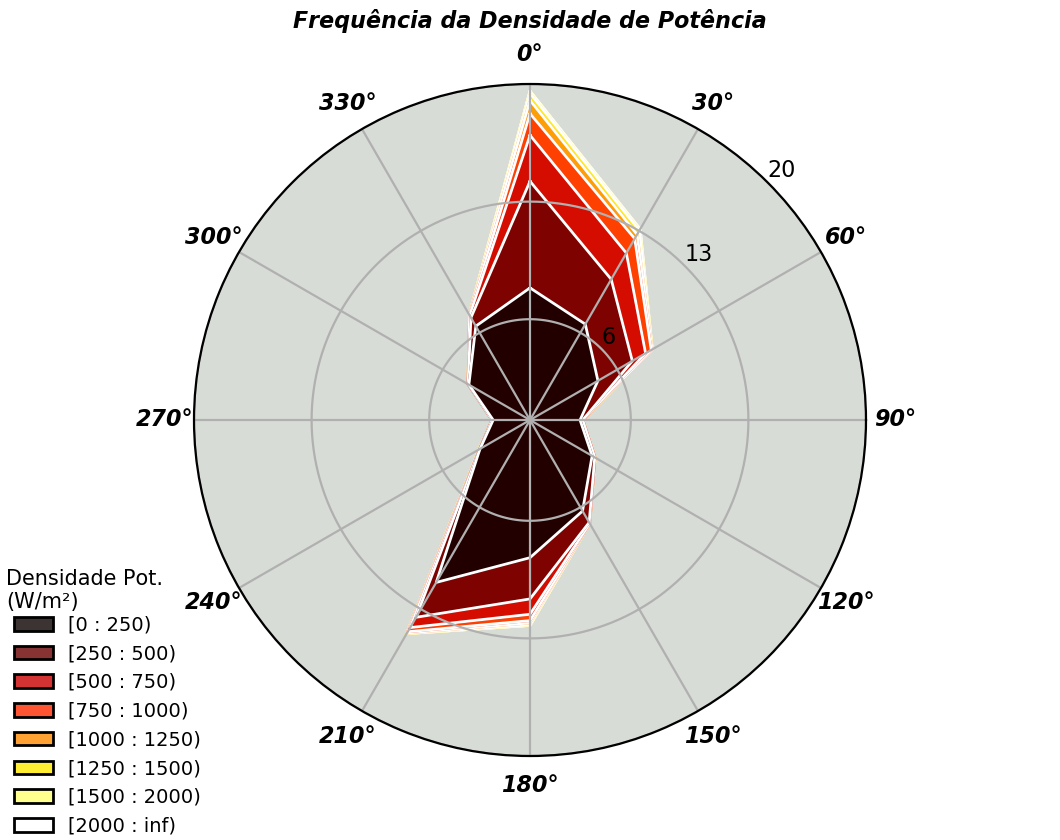 Frequência da Densidade de Potência
0°
330°
30°
20
300°
60°
13
6
270°
90°
240°
120°
210°
150°
180°
Densidade Pot.
(W/m²)
[0 : 250)
[250 : 500)
[500 : 750)
[750 : 1000)
[1000 : 1250)
[1250 : 1500)
[1500 : 2000)
[2000 : inf)